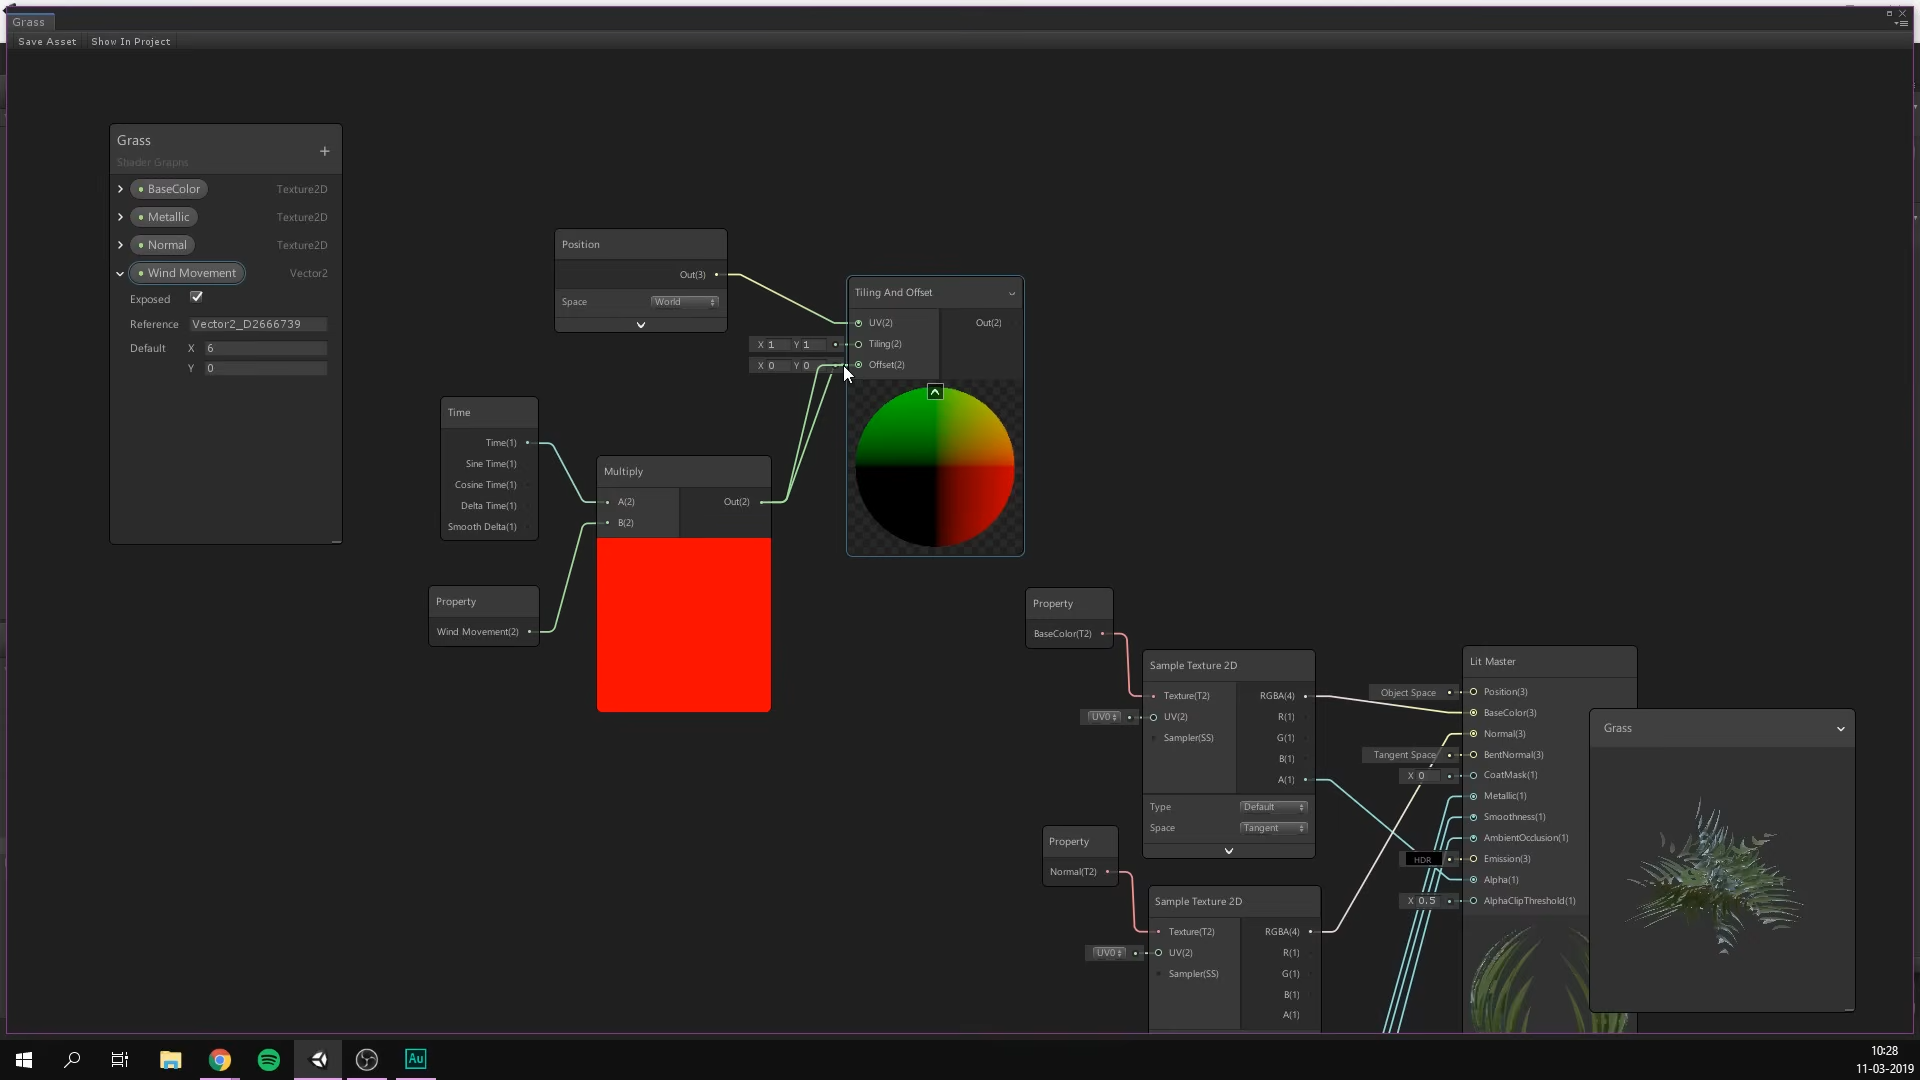 Grass
Save Asset Show In Project
Grass
Shader Graphs
BaseColor Texture2D
Metallic Texture2D
Normal Texture2D
Wind Movement Vector2
Exposed
Reference Vector2_D2666739
Default X 6
Y 0
Position
Out(3)
Space World
Tiling And Offset
UV(2) Out(2)
X 1 Y 1 Tiling(2)
X 0 Y 0 Offset(2)
Time
Time(1)
Sine Time(1)
Cosine Time(1)
Delta Time(1)
Smooth Delta(1)
Multiply
A(2) Out(2)
B(2)
Property
Wind Movement(2)
Property
BaseColor(T2)
Sample Texture 2D
Texture(T2) RGBA(4)
UV0 UV(2) R(1)
Sampler(SS) G(1)
B(1)
A(1)
Type Default
Space Tangent
Property
Normal(T2)
Sample Texture 2D
Texture(T2) RGBA(4)
UV0 UV(2) R(1)
Sampler(SS) G(1)
B(1)
A(1)
Lit Master
Object Space Position(3)
BaseColor(3)
Normal(3)
Tangent Space BentNormal(3)
X 0 CoatMask(1)
Metallic(1)
Smoothness(1)
AmbientOcclusion(1)
HDR Emission(3)
Alpha(1)
X 0.5 AlphaClipThreshold(1)
Grass
Au
10:28
11-03-2019